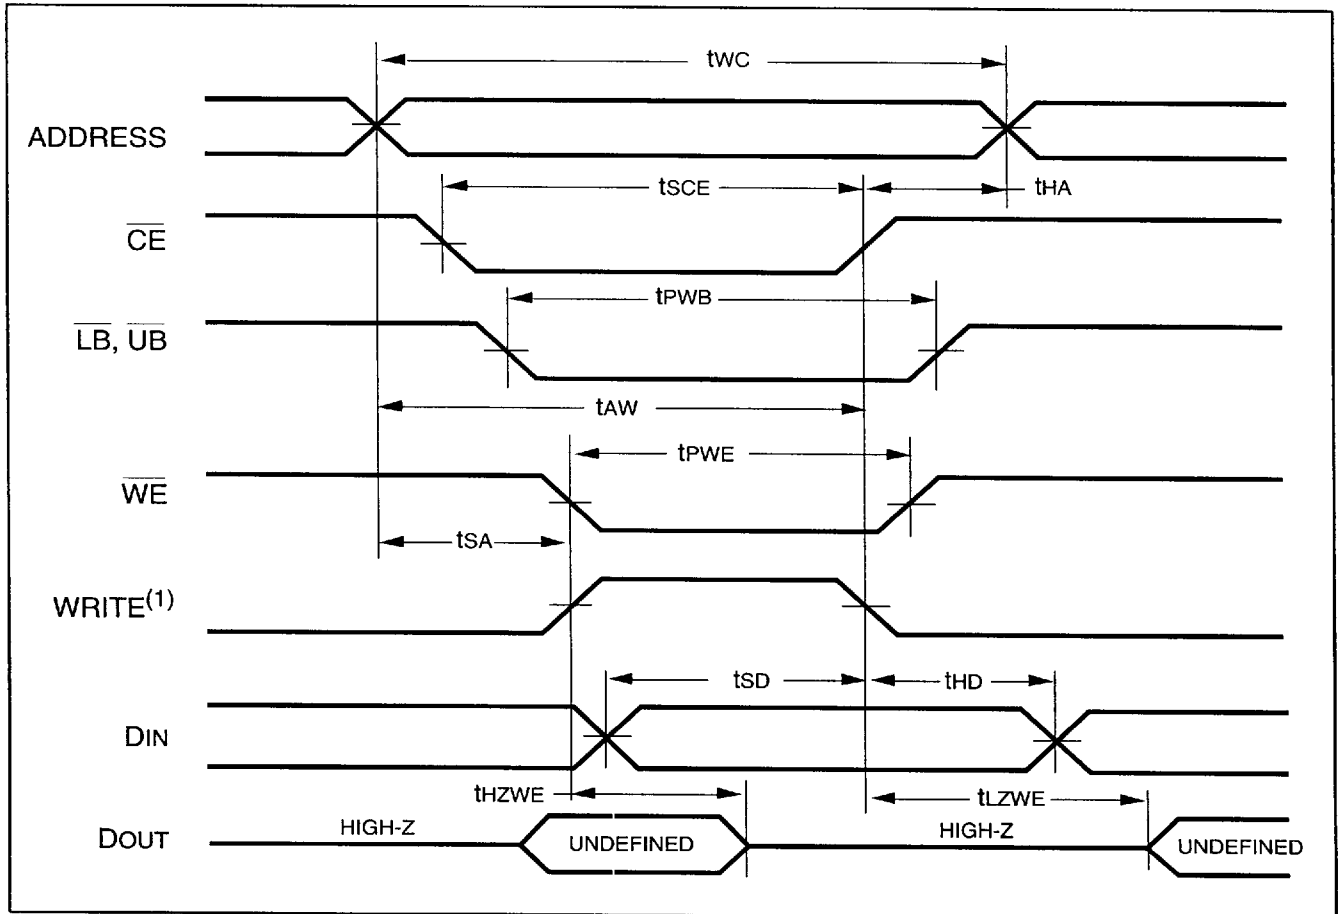 tWC
ADDRESS
tSCE
tHA
CE
tPWB
LB, UB
tAW
tPWE
WE
tSA
WRITE(1)
tSD
tHD
DIN
tHZWE
tLZWE
DOUT
HIGH-Z
UNDEFINED
HIGH-Z
UNDEFINED